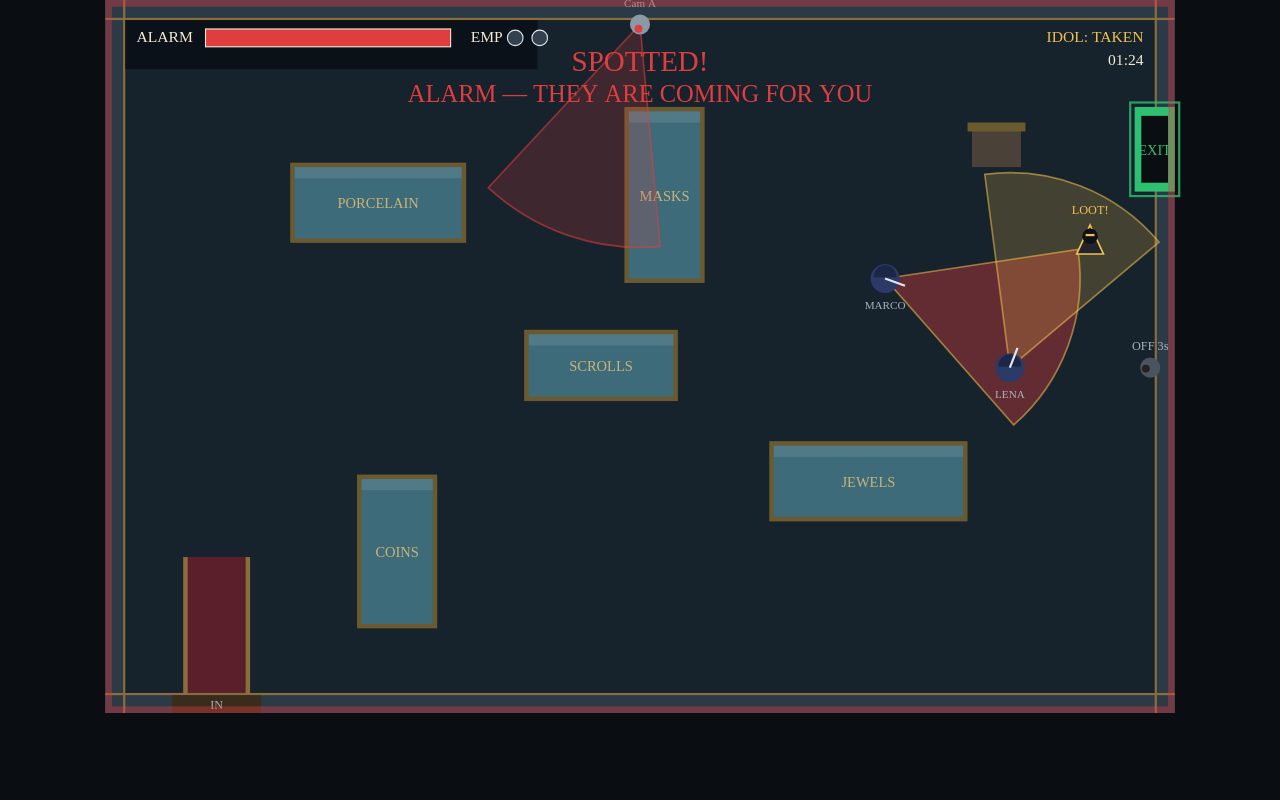 Cam A
ALARM
EMP
IDOL: TAKEN
01:24
SPOTTED!
ALARM — THEY ARE COMING FOR YOU
EXIT
PORCELAIN
MASKS
LOOT!
MARCO
OFF 3s
SCROLLS
LENA
JEWELS
COINS
IN